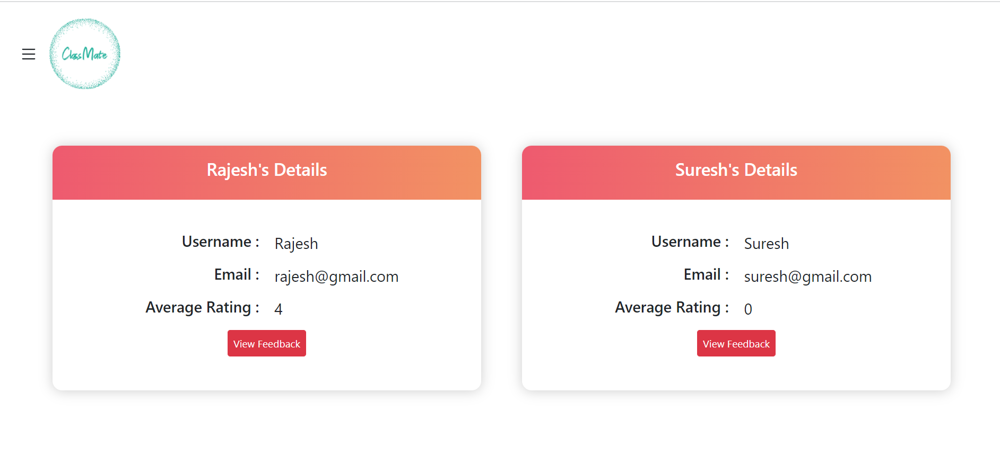 ClassMate
Rajesh's Details
Username : Rajesh
Email : rajesh@gmail.com
Average Rating : 4
View Feedback
Suresh's Details
Username : Suresh
Email : suresh@gmail.com
Average Rating : 0
View Feedback